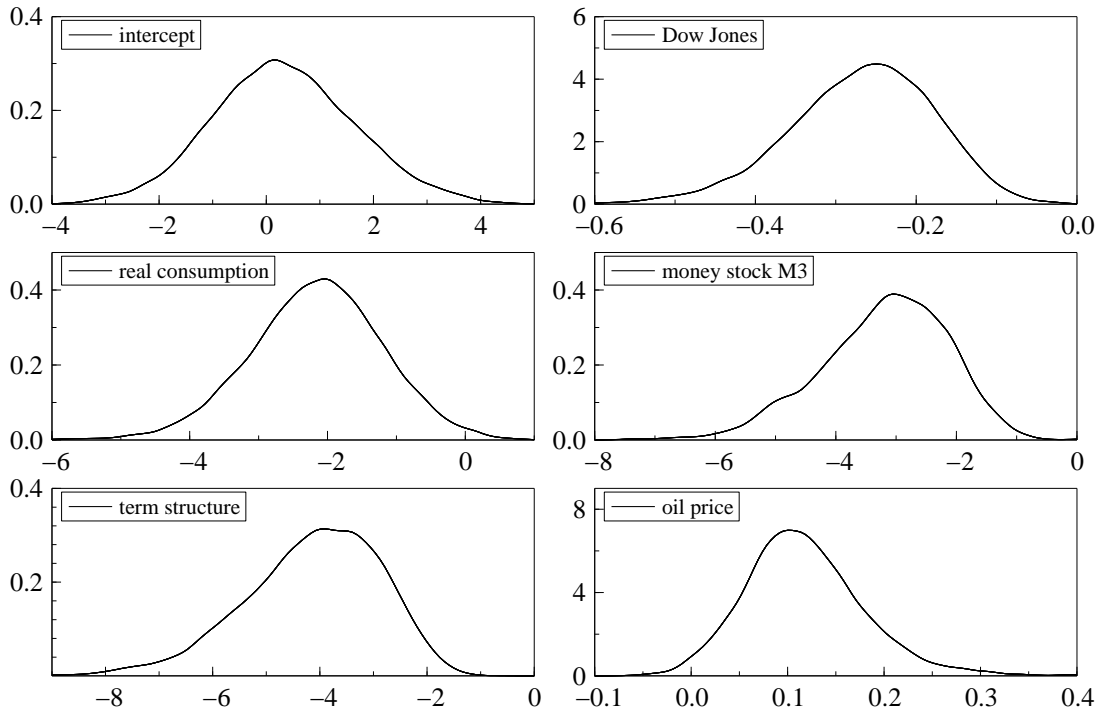 0.4
intercept
0.2
0.0
−4 −2 0 2 4
6
Dow Jones
4
2
0
−0.6 −0.4 −0.2 0.0
real consumption
0.4
0.2
0.0
−6 −4 −2 0
money stock M3
0.4
0.2
0.0
−8 −6 −4 −2 0
0.4
term structure
0.2
−8 −6 −4 −2 0
8
oil price
4
0
−0.1 0.0 0.1 0.2 0.3 0.4